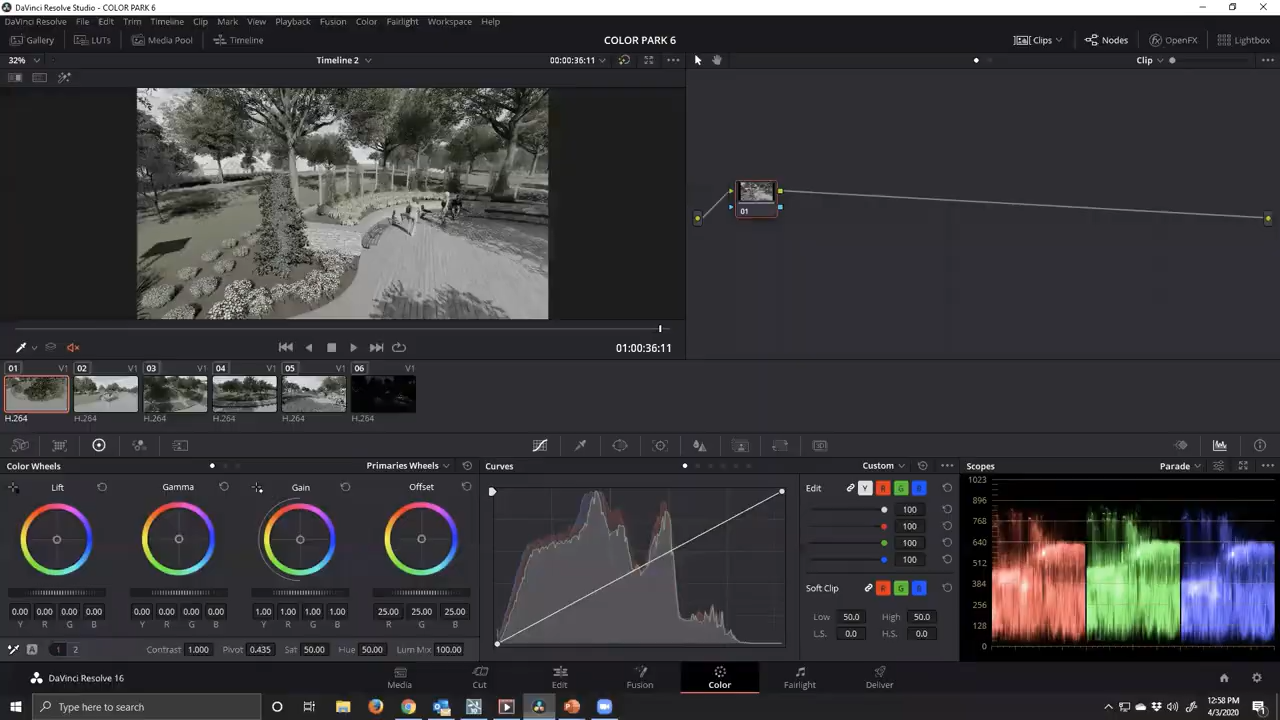 DaVinci Resolve Studio - COLOR PARK 6
DaVinci Resolve File Edit Trim Timeline Clip Mark View Playback Fusion Color Fairlight Workspace Help
Gallery LUTs Media Pool Timeline COLOR PARK 6 Clips Nodes OpenFX Lightbox
32% Timeline 2 00:00:36:11 Clip
01
01:00:36:11
01 V1 02 V1 03 V1 04 V1 05 V1 06 V1
H.264 H.264 H.264 H.264 H.264 H.264
Color Wheels Primaries Wheels Curves Custom Scopes Parade
Lift Gamma Gain Offset
Edit Y R G B
100
100
100
100
Soft Clip R G B
Low 50.0 High 50.0
L.S. 0.0 H.S. 0.0
1023
896
768
640
512
384
256
128
0
0.00 0.00 0.00 0.00 0.00 0.00 0.00 0.00 1.00 1.00 1.00 1.00 25.00 25.00 25.00
Y R G B Y R G B Y R G B R G B
A 1 2 Contrast 1.000 Pivot 0.435 Sat 50.00 Hue 50.00 Lum Mix 100.00
DaVinci Resolve 16 Media Cut Edit Fusion Color Fairlight Deliver
Type here to search
12:58 PM
4/3/2020